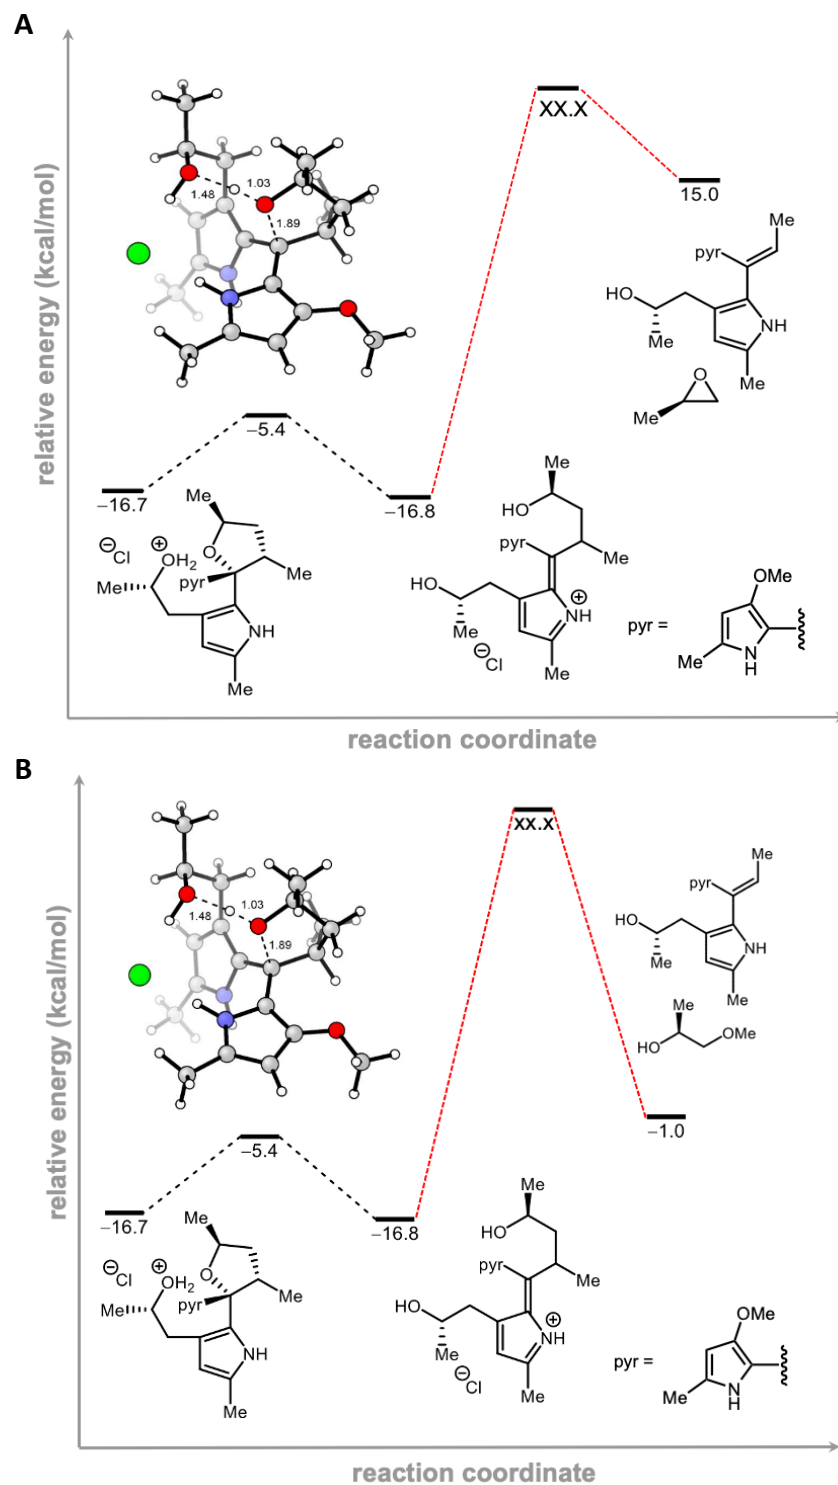 A
relative energy (kcal/mol)
XX.X
15.0
1.03
1.48
1.89
Me
pyr
HO
NH
Me
Me
O
Me
−5.4
−16.7
−16.8
Me
⊖
Cl
⊕
OH2
O
Me
pyr
Me
NH
Me
Me
HO
pyr
Me
HO
⊕
NH
Me
⊖
Cl
Me
pyr =
OMe
Me
N
H
reaction coordinate
B
relative energy (kcal/mol)
XX.X
1.03
1.48
1.89
Me
pyr
HO
NH
Me
Me
Me
HO
OMe
−1.0
−5.4
−16.7
−16.8
Me
⊖
Cl
⊕
OH2
O
Me
pyr
Me
NH
Me
Me
HO
pyr
Me
HO
⊕
NH
Me
⊖
Cl
Me
pyr =
OMe
Me
N
H
reaction coordinate